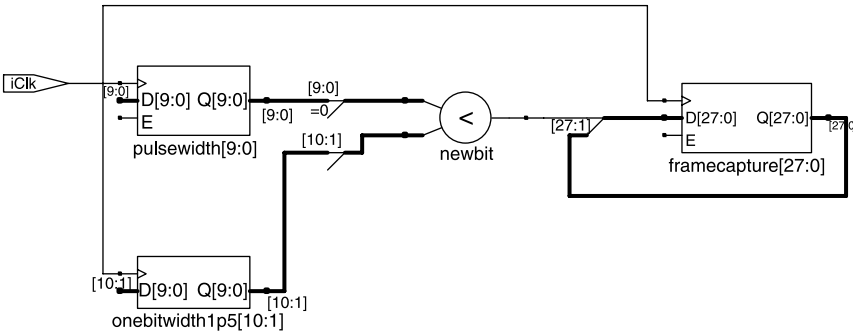 iClk
[9:0]
D[9:0] Q[9:0]
E
pulsewidth[9:0]
[9:0]
[9:0]
=0
[10:1]
<
newbit
[27:1]
D[27:0] Q[27:0]
E
framecapture[27:0]
[27:0
[10:1]
D[9:0] Q[9:0]
onebitwidth1p5[10:1]
[10:1]